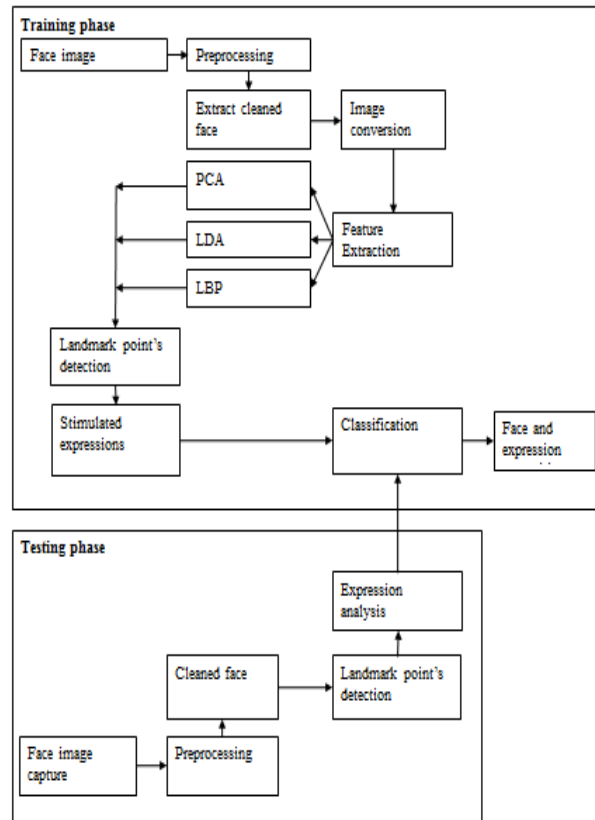 Training phase
Face image
Preprocessing
Extract cleaned
face
Image
conversion
PCA
LDA
LBP
Feature
Extraction
Landmark point's
detection
Stimulated
expressions
Classification
Face and
expression
Testing phase
Expression
analysis
Cleaned face
Landmark point's
detection
Face image
capture
Preprocessing